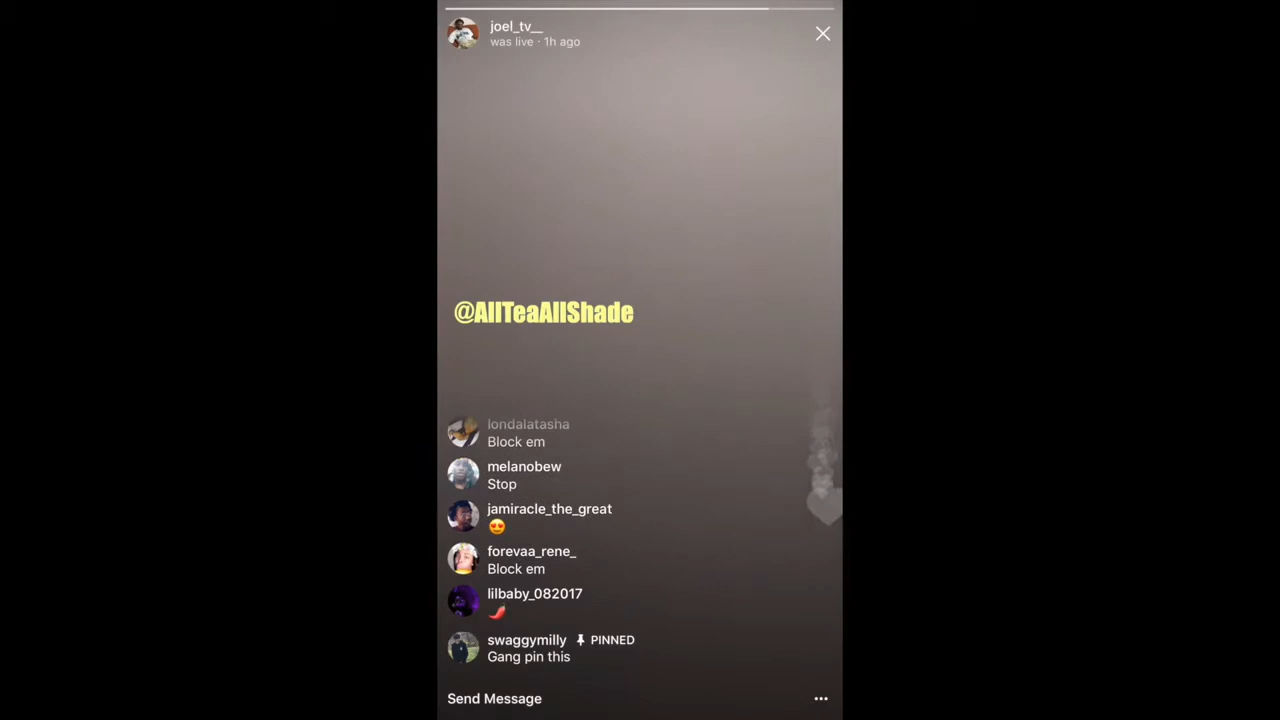 joel_tv__
was live · 1h ago
@AllTeaAllShade
londalatasha
Block em
melanobew
Stop
jamiracle_the_great
😍
forevaa_rene_
Block em
lilbaby_082017
🌶️
swaggymilly PINNED
Gang pin this
Send Message